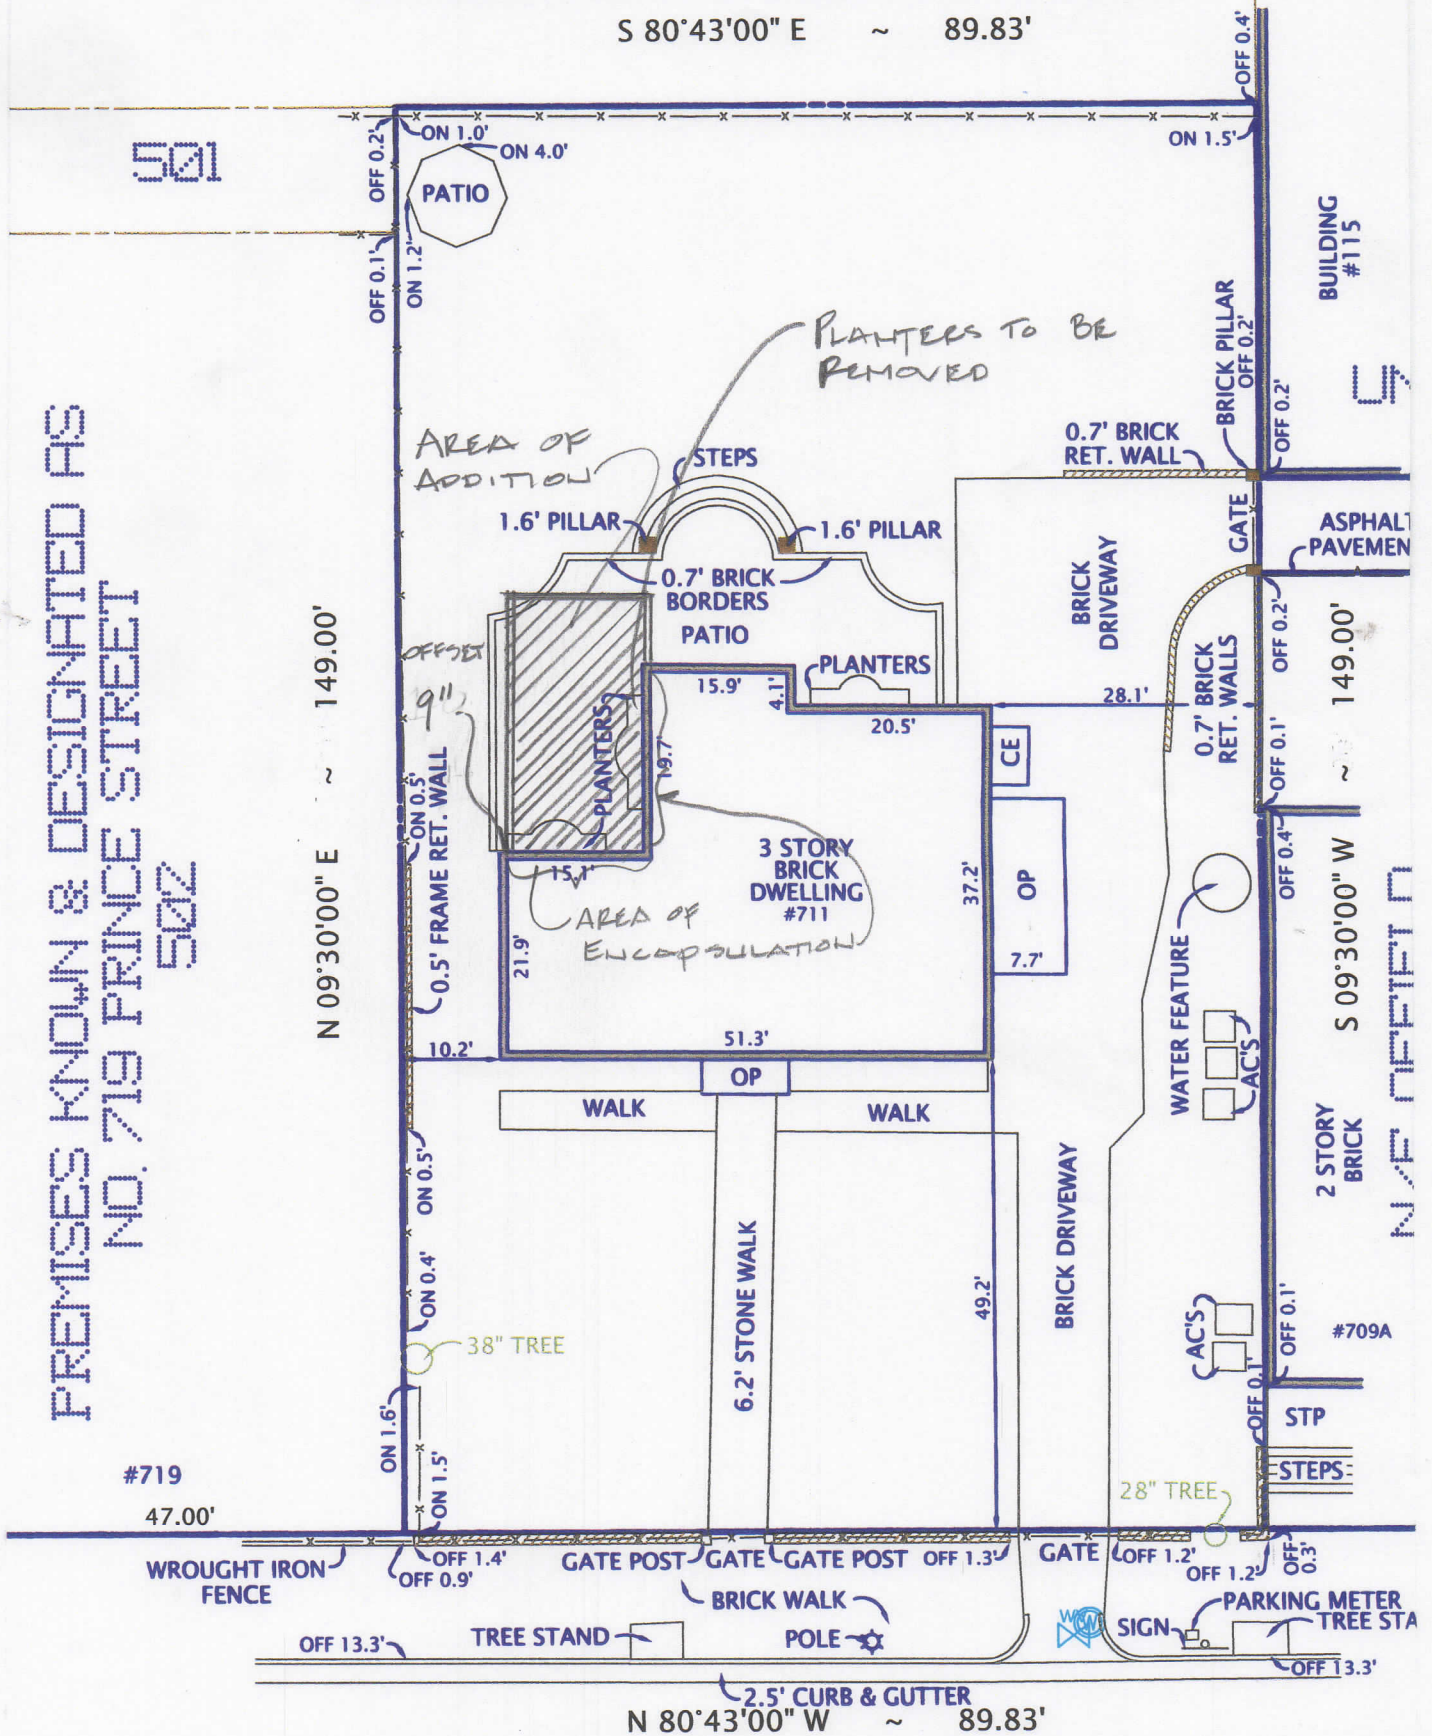 S 80°43'00" E ~ 89.83'
OFF 0.4'
ON 1.0'
ON 4.0'
ON 1.5'
OFF 0.2'
501
PATIO
OFF 0.1'
ON 1.2'
BUILDING
#115
PLANTERS TO BE
REMOVED
BRICK PILLAR
OFF 0.2'
OFF 0.2'
UN
AREA OF
ADDITION
STEPS
0.7' BRICK
RET. WALL
1.6' PILLAR
1.6' PILLAR
GATE
ASPHALT
PAVEMEN
0.7' BRICK
BORDERS
PATIO
BRICK
DRIVEWAY
OFF 0.2'
PREMISES KNOWN & DESIGNATED AS
NO. 719 PRINCE STREET
502
N 09°30'00" E ~ 149.00'
OFFSET
9"
PLANTERS
15.9'
4.1'
20.5'
28.1'
0.7' BRICK
RET. WALLS
S 09°30'00" W ~ 149.00'
PLANTERS
19.7'
CE
OFF 0.1'
ON 0.5'
0.5' FRAME RET. WALL
15.1'
3 STORY
BRICK
DWELLING
#711
37.2'
OP
7.7'
OFF 0.4'
AREA OF
ENCAPSULATION
21.9'
WATER FEATURE
AC'S
10.2'
51.3'
OP
WALK
WALK
2 STORY
BRICK
ON 0.5'
ON 0.4'
6.2' STONE WALK
49.2'
BRICK DRIVEWAY
38" TREE
AC'S
OFF 0.1'
#709A
ON 1.6'
ON 1.5'
OFF 0.1'
STP
STEPS
#719
47.00'
28" TREE
WROUGHT IRON
FENCE
OFF 1.4'
OFF 0.9'
GATE POST
GATE
GATE POST
OFF 1.3'
GATE
OFF 1.2'
OFF 1.2'
OFF
0.3'
BRICK WALK
PARKING METER
OFF 13.3'
TREE STAND
POLE
W
SIGN
TREE STA
OFF 13.3'
2.5' CURB & GUTTER
N 80°43'00" W ~ 89.83'